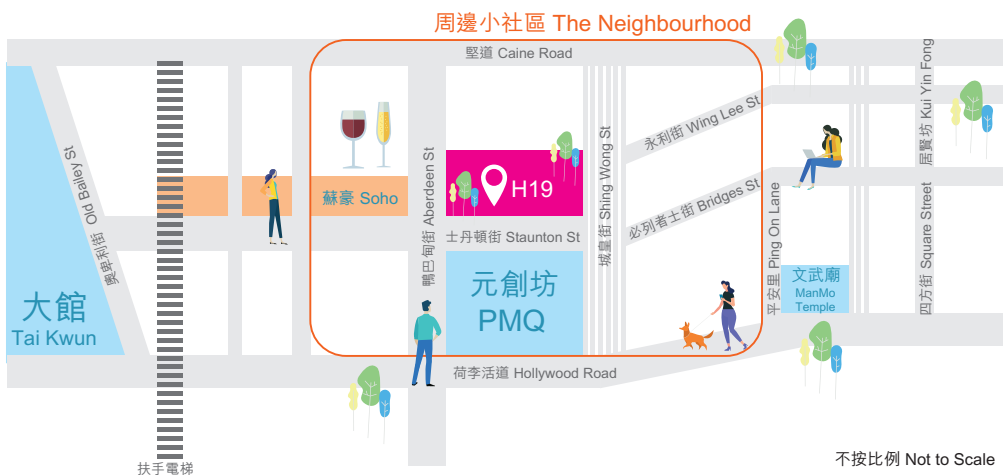 周邊小社區 The Neighbourhood
堅道 Caine Road
奧卑利街 Old Bailey St
蘇豪 Soho
鴨巴甸街 Aberdeen St
H19
城皇街 Shing Wong St
永利街 Wing Lee St
必列者士街 Bridges St
平安里 Ping On Lane
居賢坊 Kui Yin Fong
四方街 Square Street
士丹頓街 Staunton St
大館
Tai Kwun
元創坊
PMQ
文武廟
ManMo
Temple
荷李活道 Hollywood Road
扶手電梯
不按比例 Not to Scale